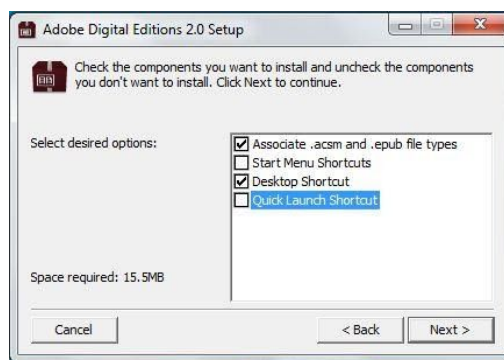 Adobe Digital Editions 2.0 Setup
Check the components you want to install and uncheck the components
you don't want to install. Click Next to continue.
Select desired options:
Associate .acsm and .epub file types
Start Menu Shortcuts
Desktop Shortcut
Quick Launch Shortcut
Space required: 15.5MB
Cancel
< Back
Next >